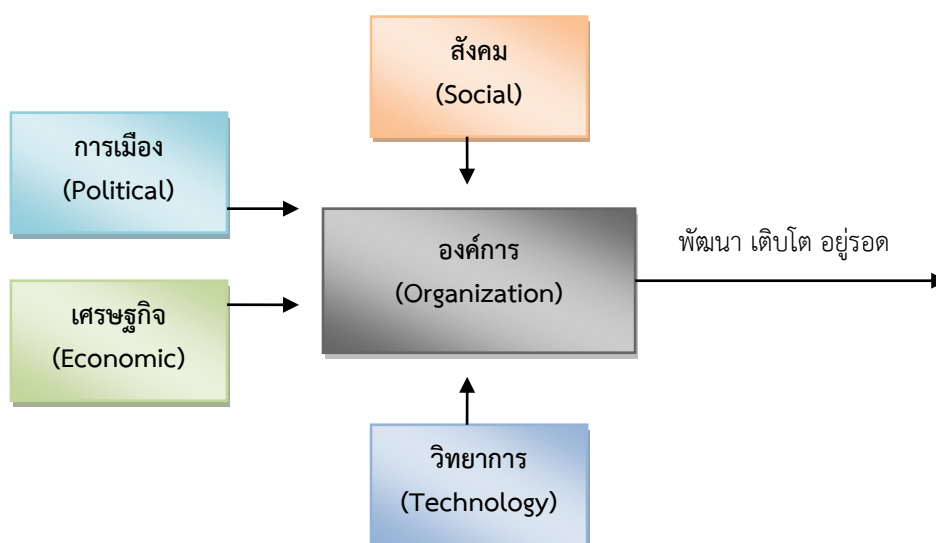 สังคม
(Social)
การเมือง
(Political)
องค์การ
(Organization)
พัฒนา เติบโต อยู่รอด
เศรษฐกิจ
(Economic)
วิทยาการ
(Technology)